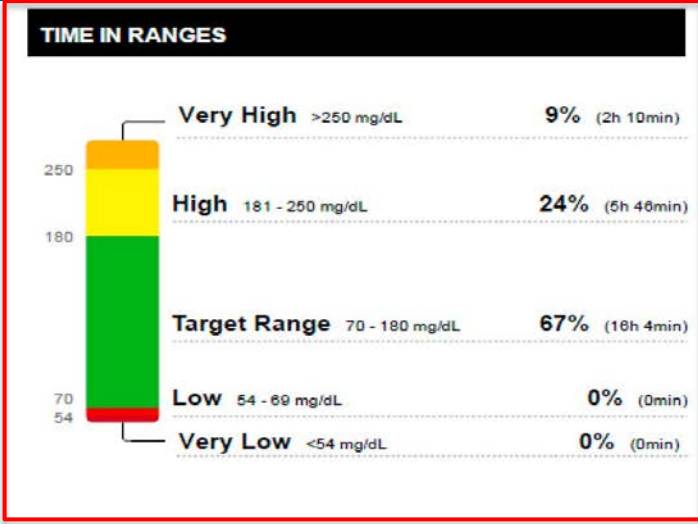 TIME IN RANGES
Very High >250 mg/dL 9% (2h 10min)
250
High 181 - 250 mg/dL 24% (5h 46min)
180
Target Range 70 - 180 mg/dL 67% (16h 4min)
70
Low 54 - 69 mg/dL 0% (0min)
54
Very Low <54 mg/dL 0% (0min)